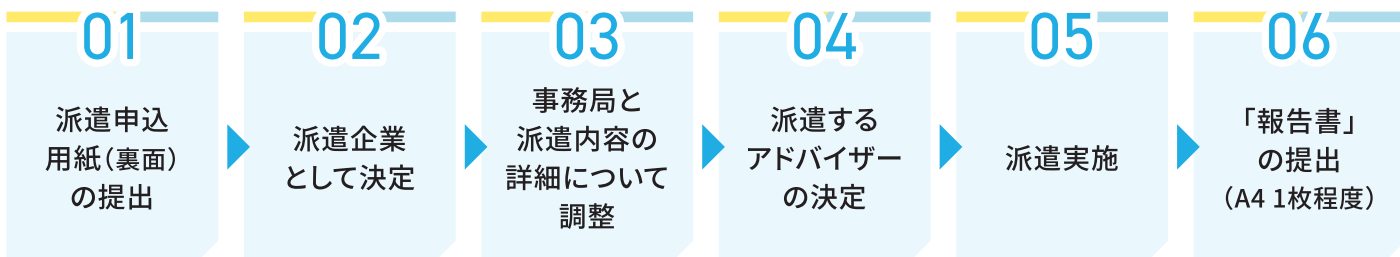 01
派遣申込
用紙（裏面）
の提出
02
派遣企業
として決定
03
事務局と
派遣内容の
詳細について
調整
04
派遣する
アドバイザー
の決定
05
派遣実施
06
「報告書」
の提出
（A4 1枚程度）